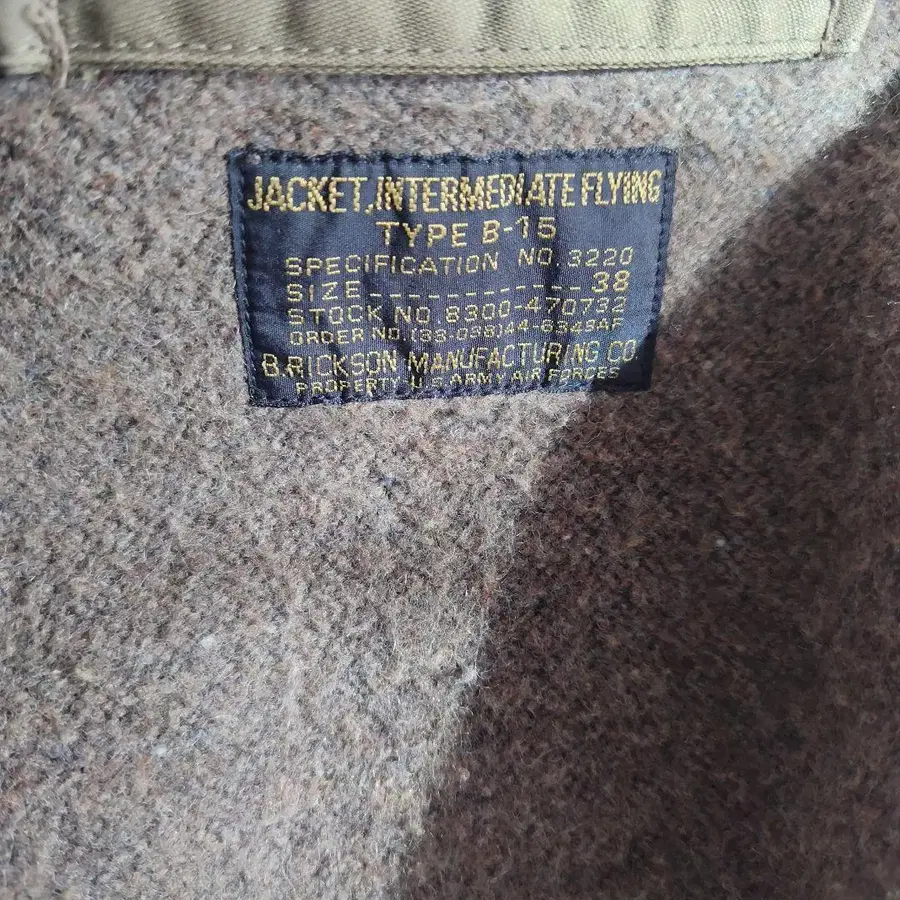 JACKET, INTERMEDIATE FLYING
TYPE B-15
SPECIFICATION NO. 3220
SIZE 38
STOCK NO. 8300-470732
ORDER NO. (33-038)44-6348AF
B.RICKSON MANUFACTURING CO.
PROPERTY U.S. ARMY AIR FORCES